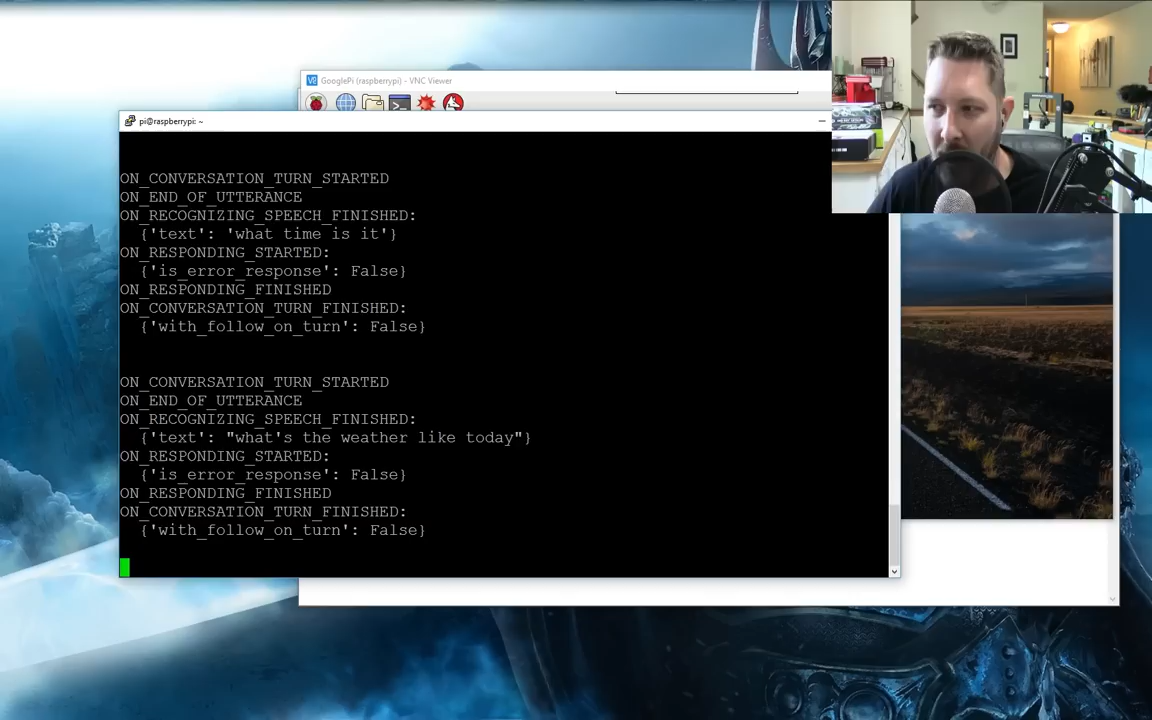 GooglePi (raspberrypi) - VNC Viewer
pi@raspberrypi: ~
ON_CONVERSATION_TURN_STARTED
ON_END_OF_UTTERANCE
ON_RECOGNIZING_SPEECH_FINISHED:
{'text': 'what time is it'}
ON_RESPONDING_STARTED:
{'is_error_response': False}
ON_RESPONDING_FINISHED
ON_CONVERSATION_TURN_FINISHED:
{'with_follow_on_turn': False}
ON_CONVERSATION_TURN_STARTED
ON_END_OF_UTTERANCE
ON_RECOGNIZING_SPEECH_FINISHED:
{'text': "what's the weather like today"}
ON_RESPONDING_STARTED:
{'is_error_response': False}
ON_RESPONDING_FINISHED
ON_CONVERSATION_TURN_FINISHED:
{'with_follow_on_turn': False}